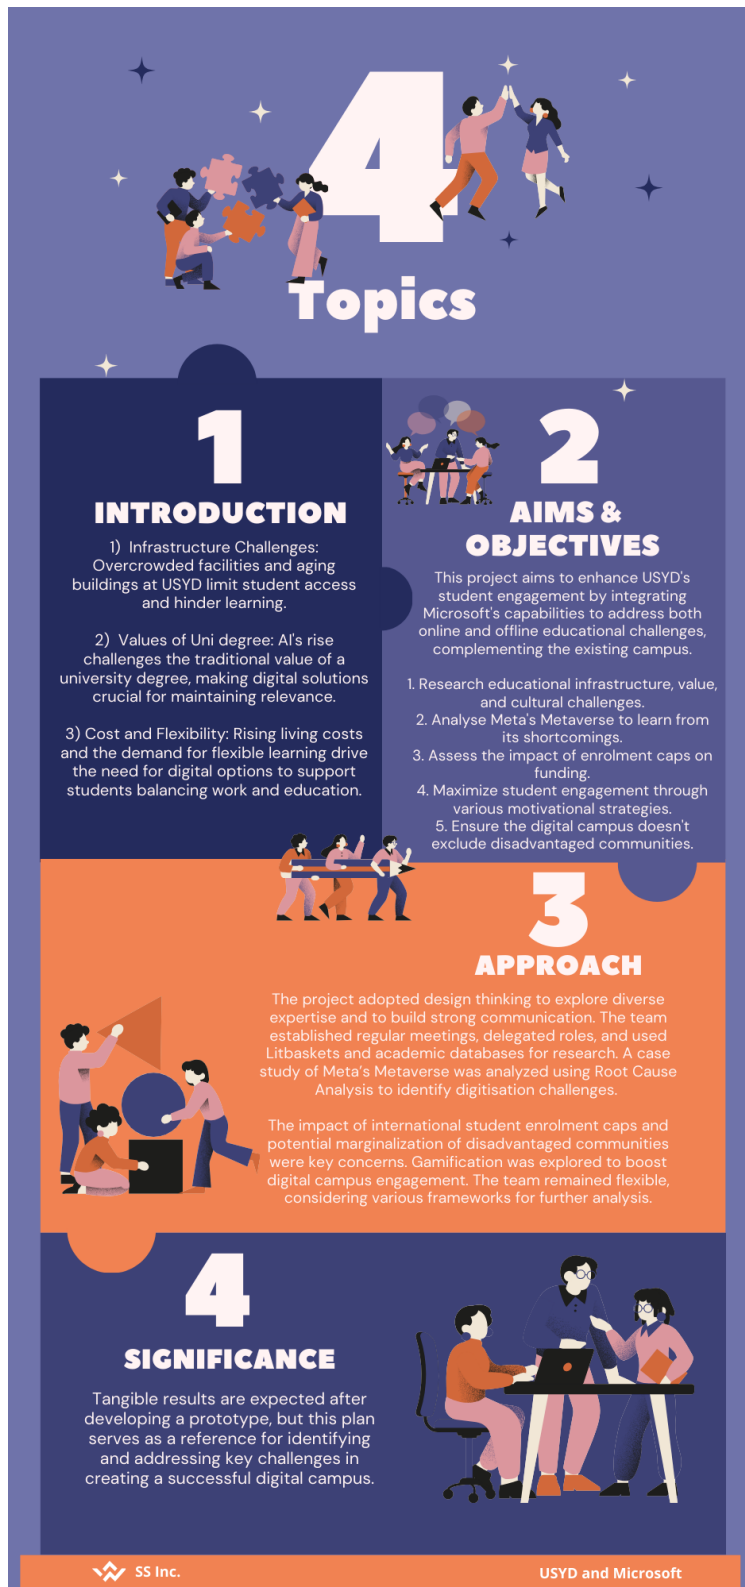 4
Topics
1
INTRODUCTION
1)  Infrastructure Challenges:
Overcrowded facilities and aging
buildings at USYD limit student access
and hinder learning.
2)  Values of Uni degree: AI's rise
challenges the traditional value of a
university degree, making digital solutions
crucial for maintaining relevance.
3) Cost and Flexibility: Rising living costs
and the demand for flexible learning drive
the need for digital options to support
students balancing work and education.
2
AIMS &
OBJECTIVES
This project aims to enhance USYD's
student engagement by integrating
Microsoft's capabilities to address both
online and offline educational challenges,
complementing the existing campus.
1. Research educational infrastructure, value,
and cultural challenges.
2. Analyse Meta's Metaverse to learn from
its shortcomings.
3. Assess the impact of enrolment caps on
funding.
4. Maximize student engagement through
various motivational strategies.
5. Ensure the digital campus doesn't
exclude disadvantaged communities.
3
APPROACH
The project adopted design thinking to explore diverse
expertise and to build strong communication. The team
established regular meetings, delegated roles, and used
Litbaskets and academic databases for research. A case
study of Meta's Metaverse was analyzed using Root Cause
Analysis to identify digitisation challenges.
The impact of international student enrolment caps and
potential marginalization of disadvantaged communities
were key concerns. Gamification was explored to boost
digital campus engagement. The team remained flexible,
considering various frameworks for further analysis.
4
SIGNIFICANCE
Tangible results are expected after
developing a prototype, but this plan
serves as a reference for identifying
and addressing key challenges in
creating a successful digital campus.
SS Inc.
USYD and Microsoft